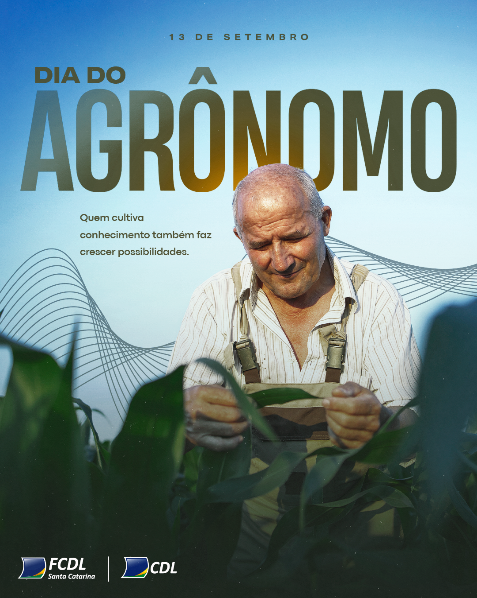 13 DE SETEMBRO
DIA DO
AGRÔNOMO
Quem cultiva
conhecimento também faz
crescer possibilidades.
FCDL
Santa Catarina
CDL